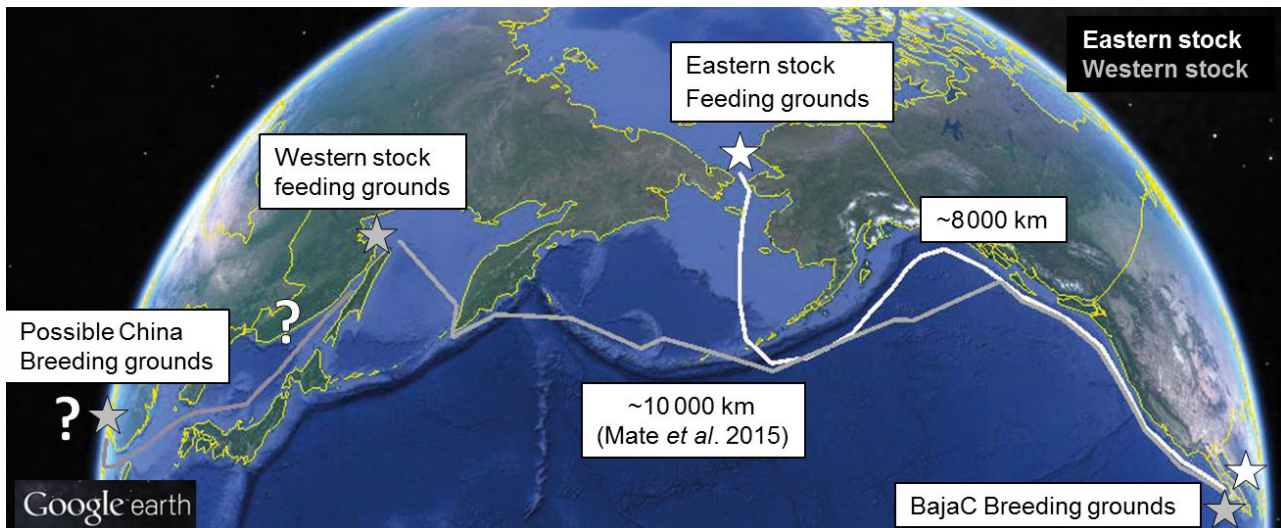 Eastern stock
Western stock
Eastern stock
Feeding grounds
Western stock
feeding grounds
~8000 km
?
Possible China
Breeding grounds
?
~10 000 km
(Mate et al. 2015)
BajaC Breeding grounds
Google earth